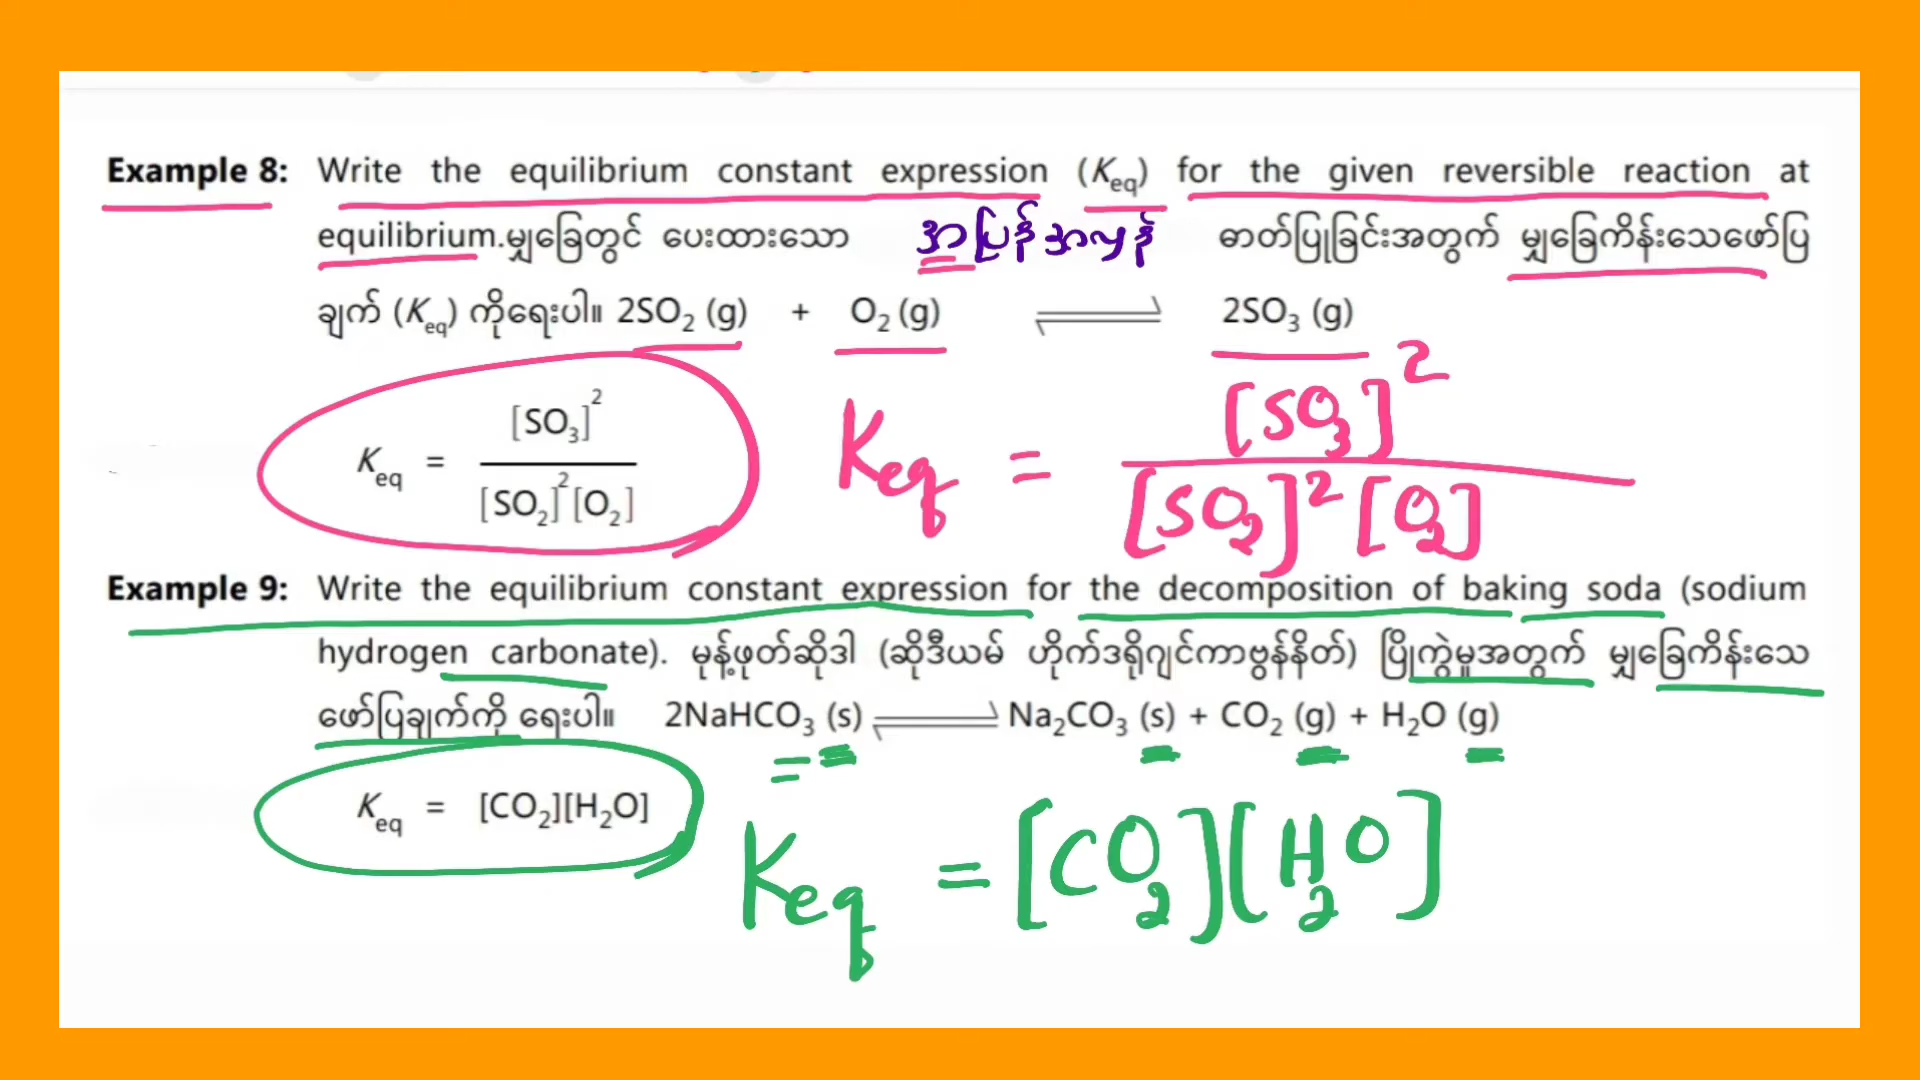 Example 8: Write the equilibrium constant expression (Keq) for the given reversible reaction at
equilibrium.မျှခြေတွင် ပေးထားသော အပြန်အလှန် ဓာတ်ပြုခြင်းအတွက် မျှခြေကိန်းသေဖော်ပြ
ချက် (Keq) ကိုရေးပါ။ 2SO₂ (g) + O₂ (g) ⇌ 2SO₃ (g)
Keq = [SO₃]² / [SO₂]² [O₂]
Keq = [SO₃]² / [SO₂]² [O₂]
Example 9: Write the equilibrium constant expression for the decomposition of baking soda (sodium
hydrogen carbonate). မုန့်ဖုတ်ဆိုဒါ (ဆိုဒီယမ် ဟိုက်ဒရိုဂျင်ကာဗွန်နိတ်) ပြိုကွဲမှုအတွက် မျှခြေကိန်းသေ
ဖော်ပြချက်ကို ရေးပါ။ 2NaHCO₃ (s) ⇌ Na₂CO₃ (s) + CO₂ (g) + H₂O (g)
Keq = [CO₂][H₂O]
Keq = [CO₂][H₂O]